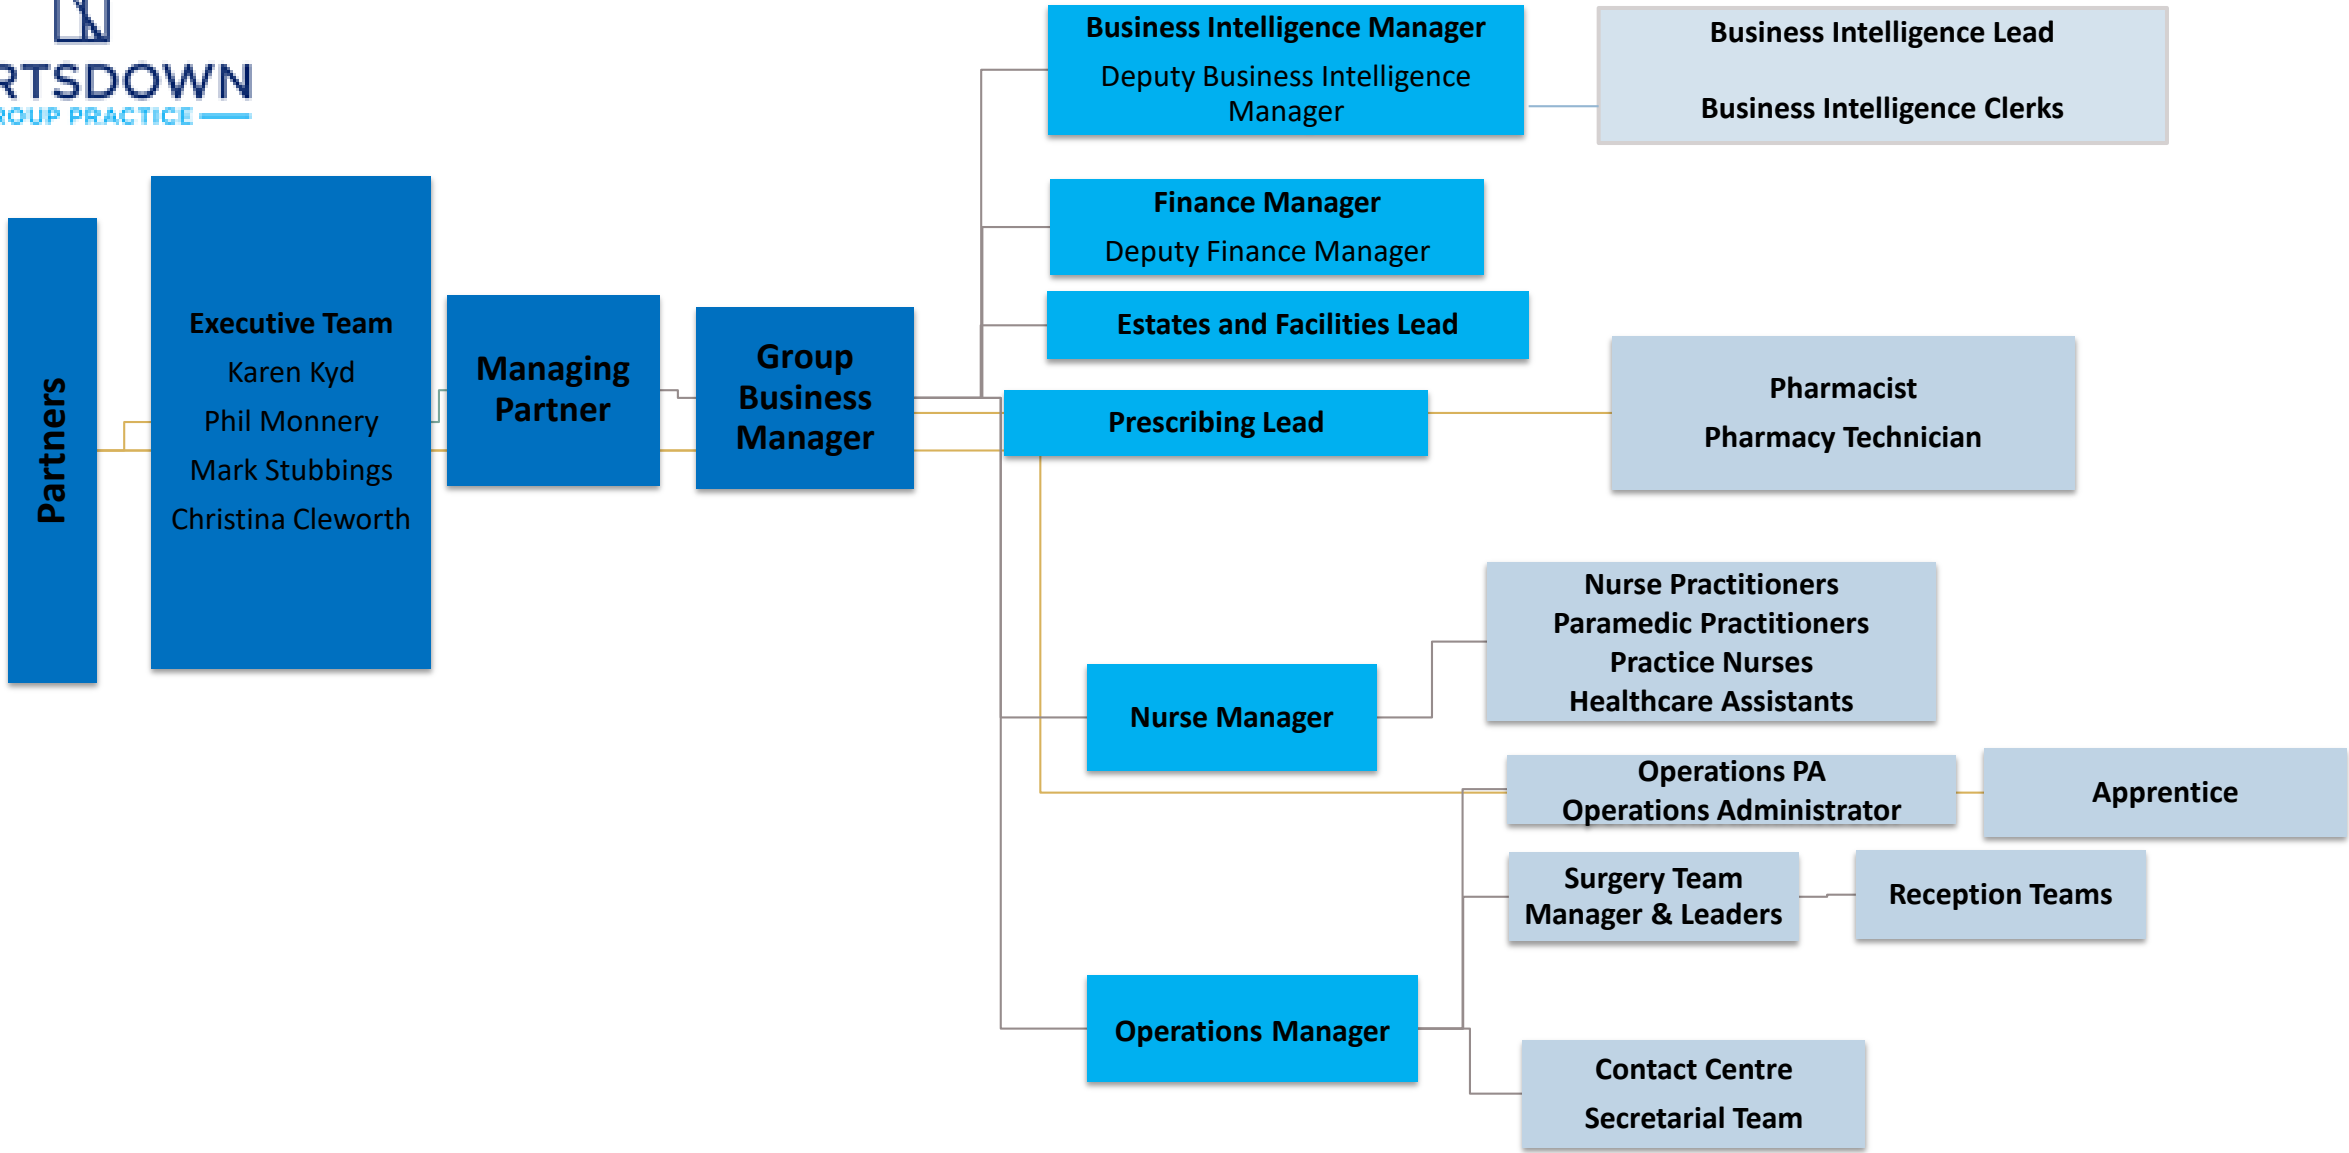 RTSDOWN
ROUP PRACTICE
Partners
Executive Team
Karen Kyd
Phil Monnery
Mark Stubbings
Christina Cleworth
Managing
Partner
Group
Business
Manager
Business Intelligence Manager
Deputy Business Intelligence
Manager
Business Intelligence Lead
Business Intelligence Clerks
Finance Manager
Deputy Finance Manager
Estates and Facilities Lead
Prescribing Lead
Pharmacist
Pharmacy Technician
Nurse Manager
Nurse Practitioners
Paramedic Practitioners
Practice Nurses
Healthcare Assistants
Operations Manager
Operations PA
Operations Administrator
Apprentice
Surgery Team
Manager & Leaders
Reception Teams
Contact Centre
Secretarial Team